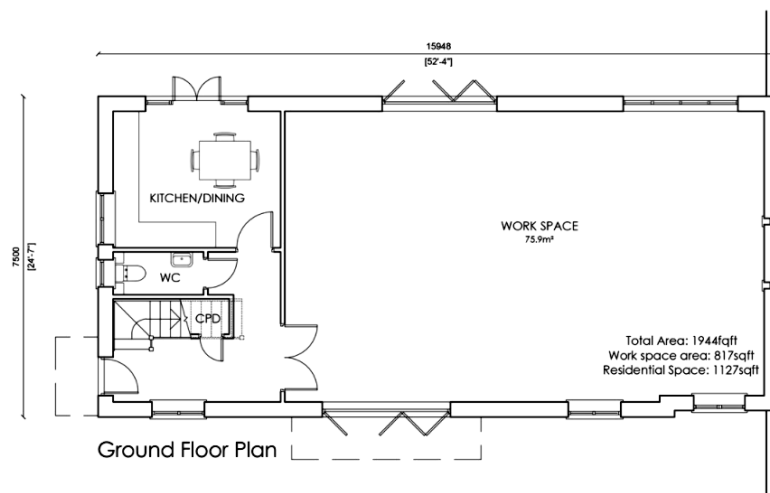 15948
[52'-4"]
7500
[24'-7"]
KITCHEN/DINING
WORK SPACE
75.9m²
WC
CPD
Total Area: 1944fqft
Work space area: 817sqft
Residential Space: 1127sqft
Ground Floor Plan